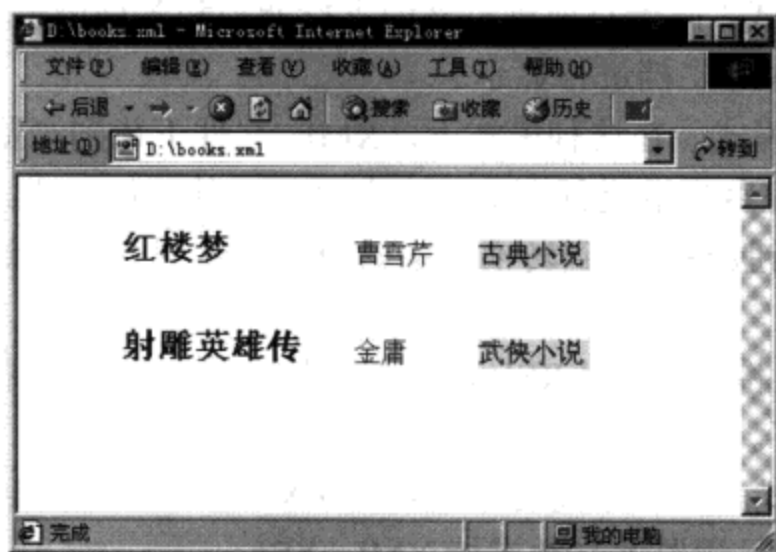 D:\books.xml - Microsoft Internet Explorer
文件(F) 编辑(E) 查看(V) 收藏(A) 工具(T) 帮助(H)
后退 搜索 收藏 历史
地址(D) D:\books.xml 转到
红楼梦 曹雪芹 古典小说
射雕英雄传 金庸 武侠小说
完成 我的电脑